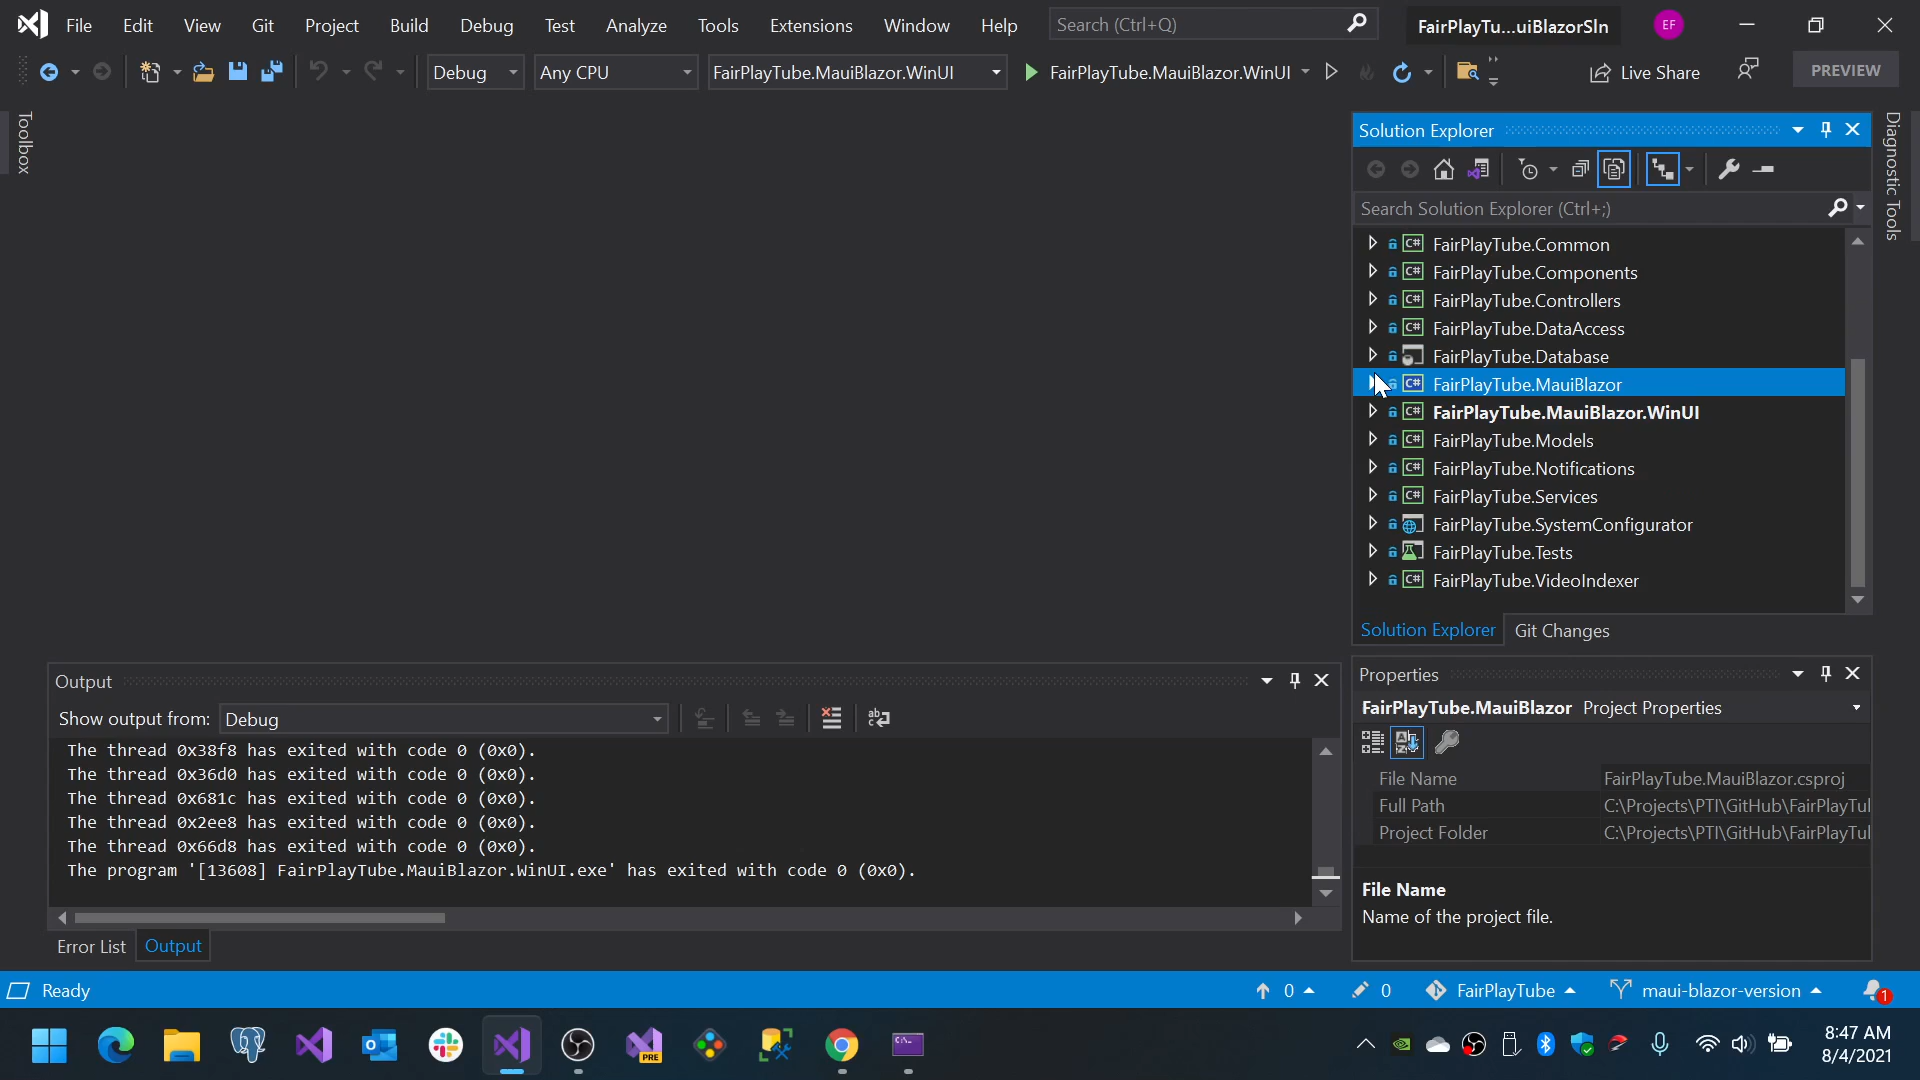 File Edit View Git Project Build Debug Test Analyze Tools Extensions Window Help Search (Ctrl+Q) FairPlayTu...uiBlazorSln EF
Debug Any CPU FairPlayTube.MauiBlazor.WinUI FairPlayTube.MauiBlazor.WinUI Live Share PREVIEW
Toolbox
Solution Explorer
Diagnostic Tools
Search Solution Explorer (Ctrl+;)
C# FairPlayTube.Common
C# FairPlayTube.Components
C# FairPlayTube.Controllers
C# FairPlayTube.DataAccess
FairPlayTube.Database
C# FairPlayTube.MauiBlazor
C# FairPlayTube.MauiBlazor.WinUI
C# FairPlayTube.Models
C# FairPlayTube.Notifications
C# FairPlayTube.Services
FairPlayTube.SystemConfigurator
FairPlayTube.Tests
C# FairPlayTube.VideoIndexer
Solution Explorer Git Changes
Output
Show output from: Debug
The thread 0x38f8 has exited with code 0 (0x0).
The thread 0x36d0 has exited with code 0 (0x0).
The thread 0x681c has exited with code 0 (0x0).
The thread 0x2ee8 has exited with code 0 (0x0).
The thread 0x66d8 has exited with code 0 (0x0).
The program '[13608] FairPlayTube.MauiBlazor.WinUI.exe' has exited with code 0 (0x0).
Error List Output
Properties
FairPlayTube.MauiBlazor Project Properties
File Name FairPlayTube.MauiBlazor.csproj
Full Path C:\Projects\PTI\GitHub\FairPlayTul
Project Folder C:\Projects\PTI\GitHub\FairPlayTul
File Name
Name of the project file.
Ready 0 0 FairPlayTube maui-blazor-version 1
PRE
8:47 AM
8/4/2021